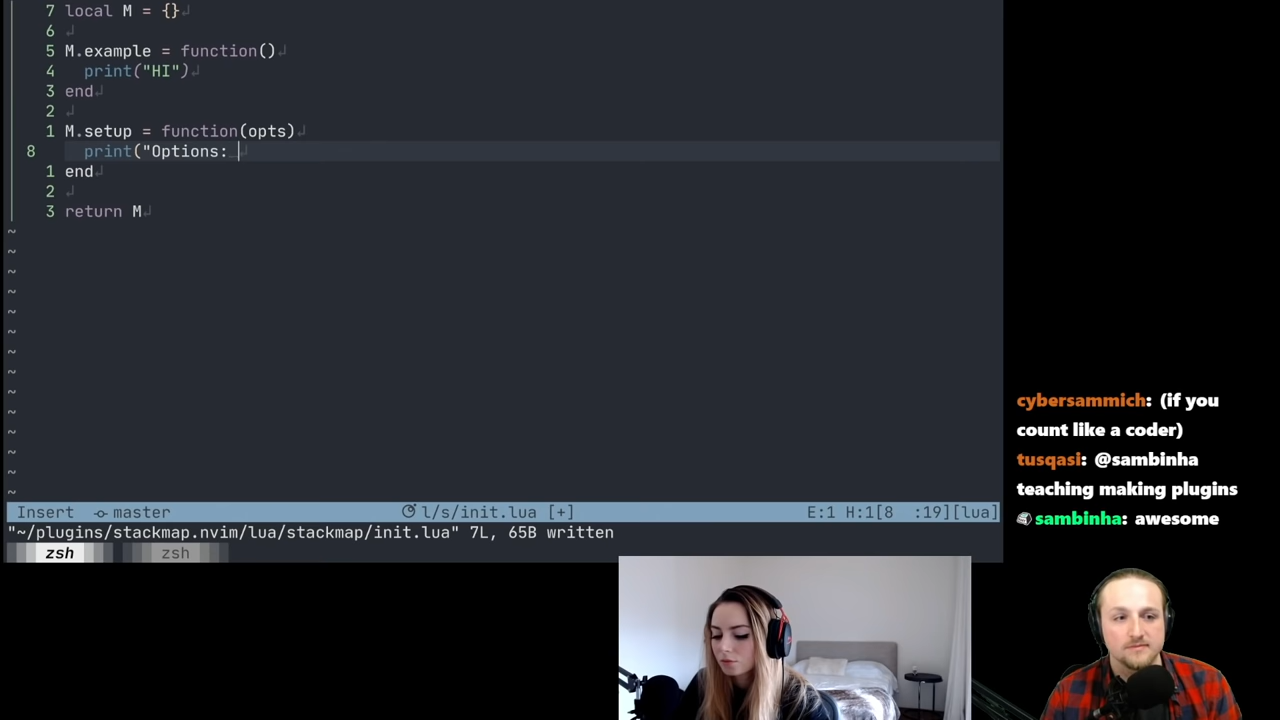 7 local M = {}
6
5 M.example = function()
4 print("HI")
3 end
2
1 M.setup = function(opts)
8 print("Options:
1 end
2
3 return M
~
~
~
~
~
~
~
~
~
~
~
~
~
~
Insert master l/s/init.lua [+] E:1 H:1[8 :19][lua]
"~/plugins/stackmap.nvim/lua/stackmap/init.lua" 7L, 65B written
zsh zsh
cybersammich: (if you
count like a coder)
tusqasi: @sambinha
teaching making plugins
sambinha: awesome